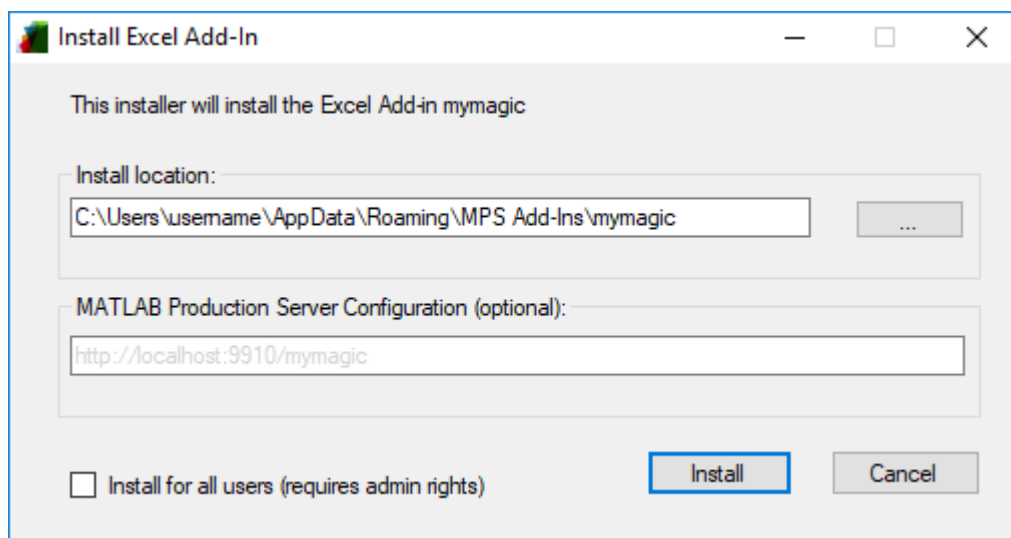 Install Excel Add-In
This installer will install the Excel Add-in mymagic
Install location:
C:\Users\username\AppData\Roaming\MPS Add-Ins\mymagic
...
MATLAB Production Server Configuration (optional):
http://localhost:9910/mymagic
Install for all users (requires admin rights)
Install
Cancel